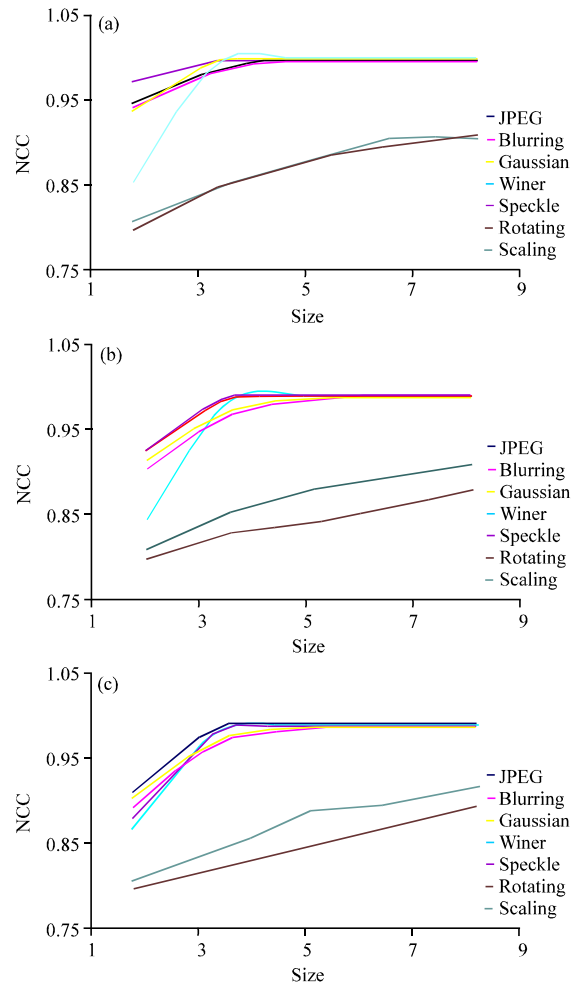 (a)
1.05
0.95
0.85
0.75
NCC
1
3
5
7
9
Size
JPEG
Blurring
Gaussian
Winer
Speckle
Rotating
Scaling
(b)
1.05
0.95
0.85
0.75
NCC
1
3
5
7
9
Size
JPEG
Blurring
Gaussian
Winer
Speckle
Rotating
Scaling
(c)
1.05
0.95
0.85
0.75
NCC
1
3
5
7
9
Size
JPEG
Blurring
Gaussian
Winer
Speckle
Rotating
Scaling